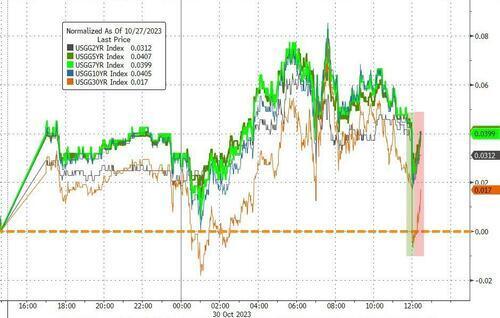 Normalized As Of 10/27/2023
Last Price
USGG2YR Index 0.0312
USGG5YR Index 0.0407
USGG7YR Index 0.0399
USGG10YR Index 0.0405
USGG30YR Index 0.017
0.08
0.06
0.04
0.0399
0.0312
0.02
0.017
0.00
-0.02
16:00 18:00 20:00 22:00 00:00 02:00 04:00 06:00 08:00 10:00 12:00
30 Oct 2023